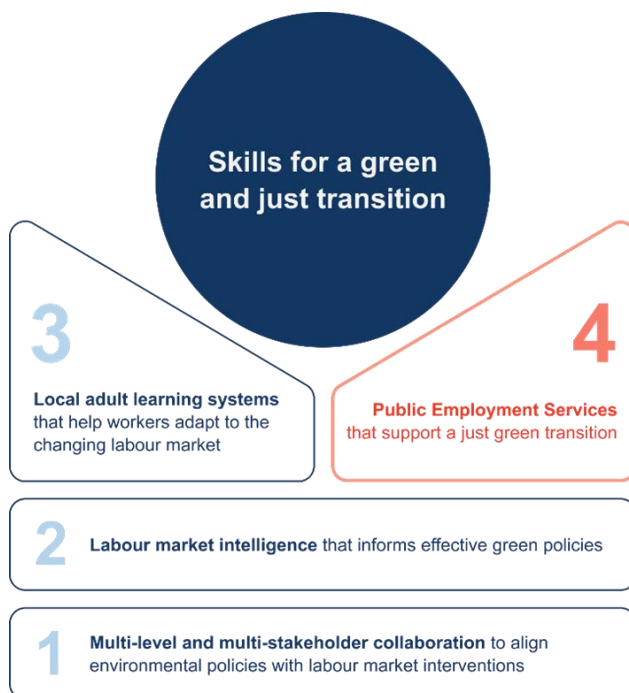 Skills for a green
and just transition
3
Local adult learning systems
that help workers adapt to the
changing labour market
4
Public Employment Services
that support a just green transition
2
Labour market intelligence that informs effective green policies
1
Multi-level and multi-stakeholder collaboration to align
environmental policies with labour market interventions